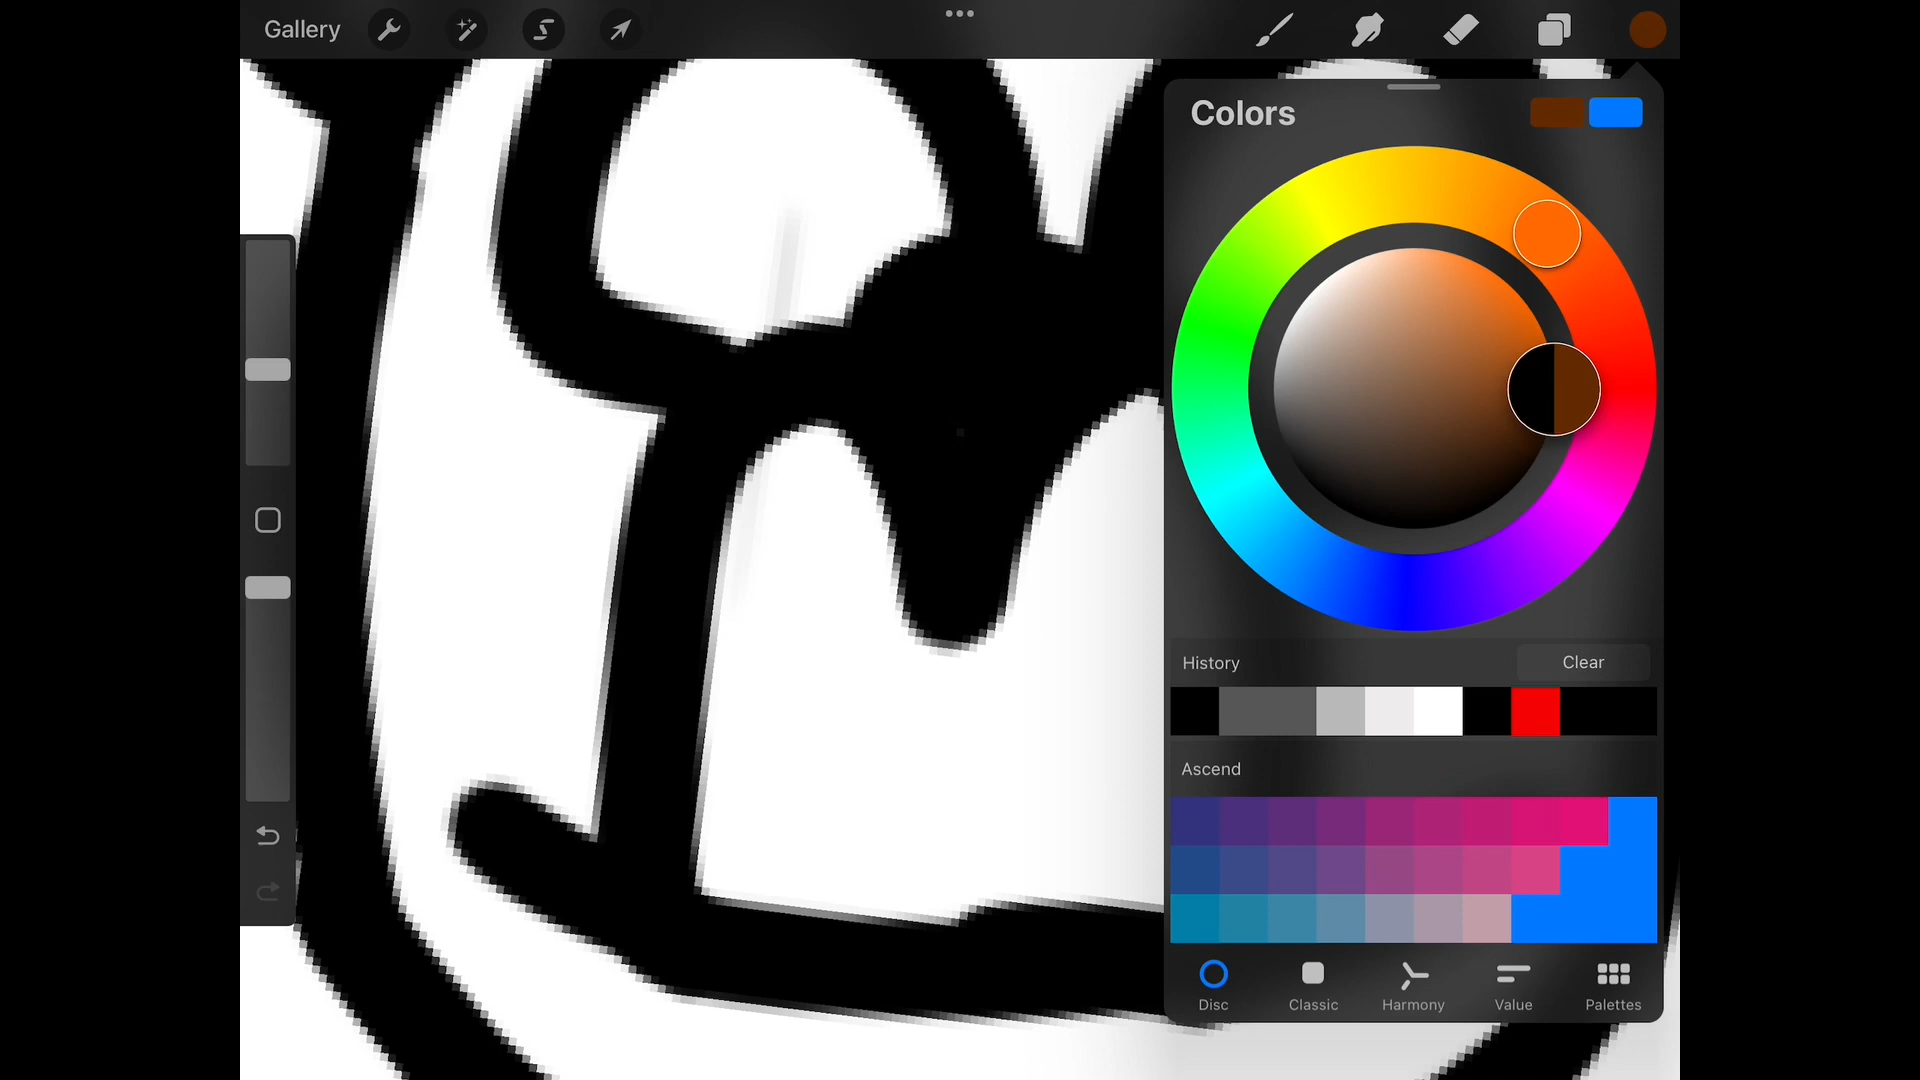 Gallery
Colors
History
Clear
Ascend
Disc
Classic
Harmony
Value
Palettes